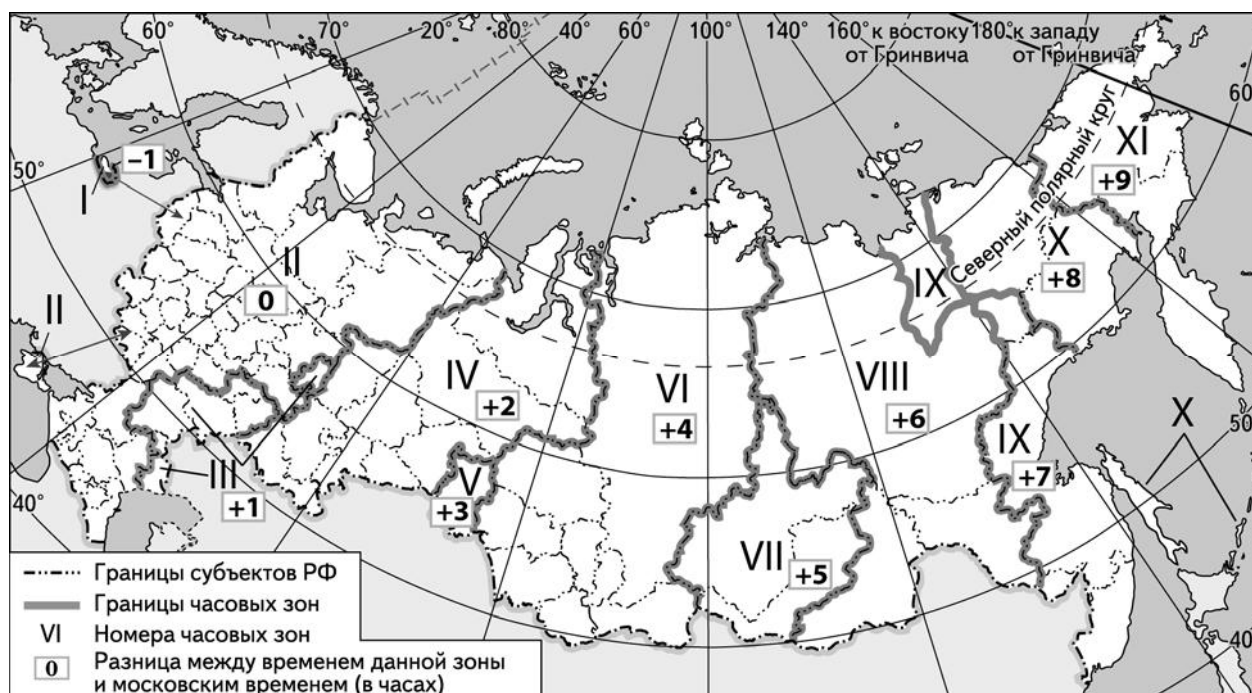 60° 70° 20° 80° 40° 60° 100° 140° 160° к востоку 180° к западу
от Гринвича от Гринвича
60
50°
–1
I
Северный полярный круг
XI
+9
X
+8
II
0
IX
II
IV
+2
VI
+4
VIII
+6
X
50
III
+1
V
+3
IX
+7
40°
VII
+5
40
Границы субъектов РФ
Границы часовых зон
VI Номера часовых зон
0 Разница между временем данной зоны
и московским временем (в часах)